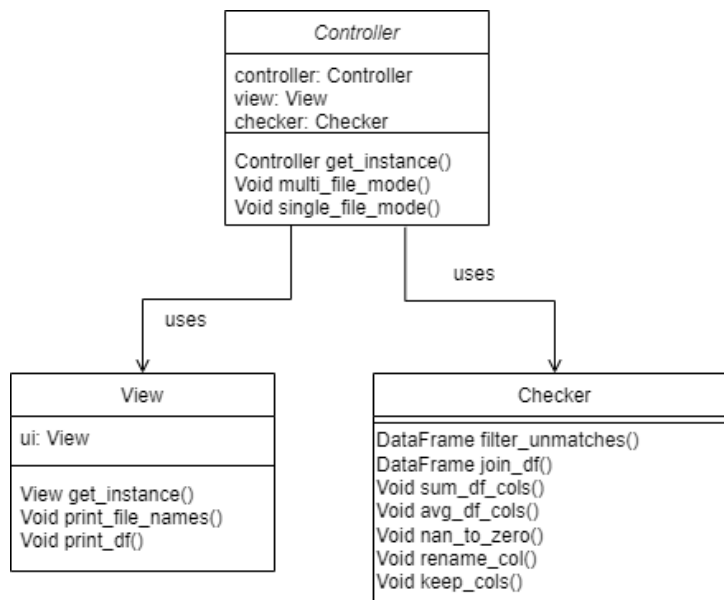 Controller
controller: Controller
view: View
checker: Checker
Controller get_instance()
Void multi_file_mode()
Void single_file_mode()
uses
uses
View
ui: View
View get_instance()
Void print_file_names()
Void print_df()
Checker
DataFrame filter_unmatches()
DataFrame join_df()
Void sum_df_cols()
Void avg_df_cols()
Void nan_to_zero()
Void rename_col()
Void keep_cols()